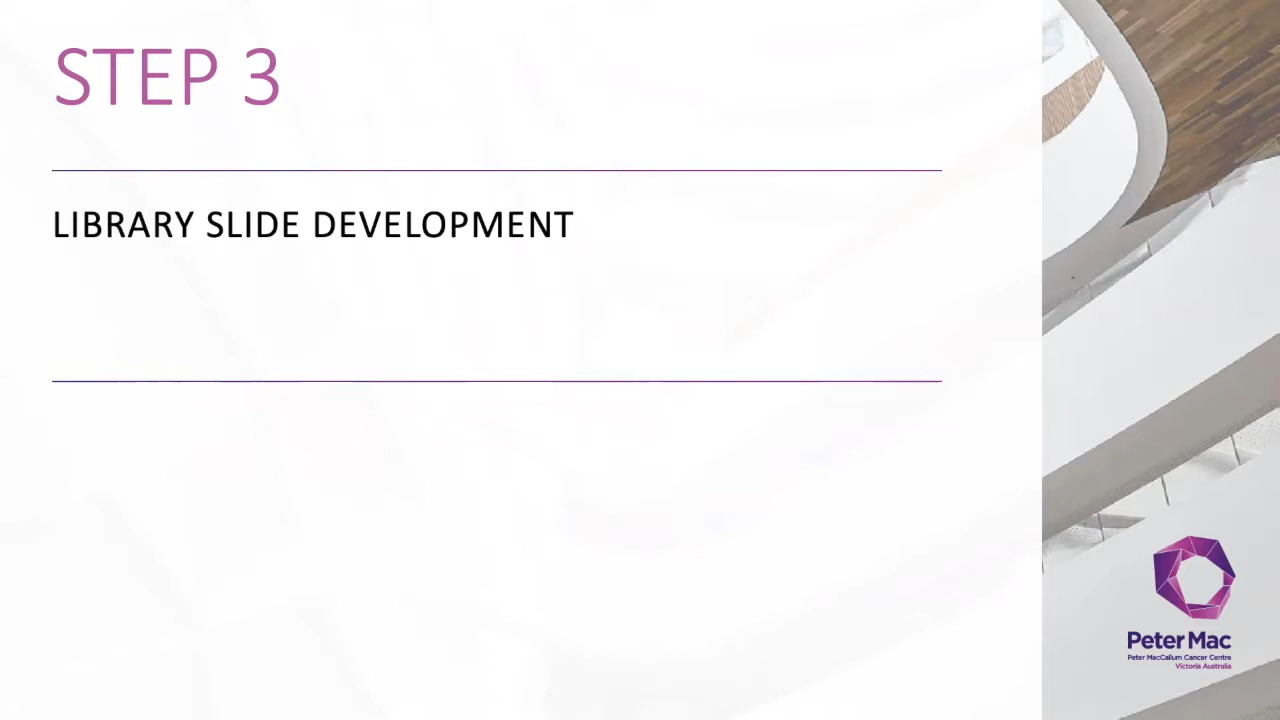 STEP 3
LIBRARY SLIDE DEVELOPMENT
Peter Mac
Peter MacCallum Cancer Centre
Victoria Australia